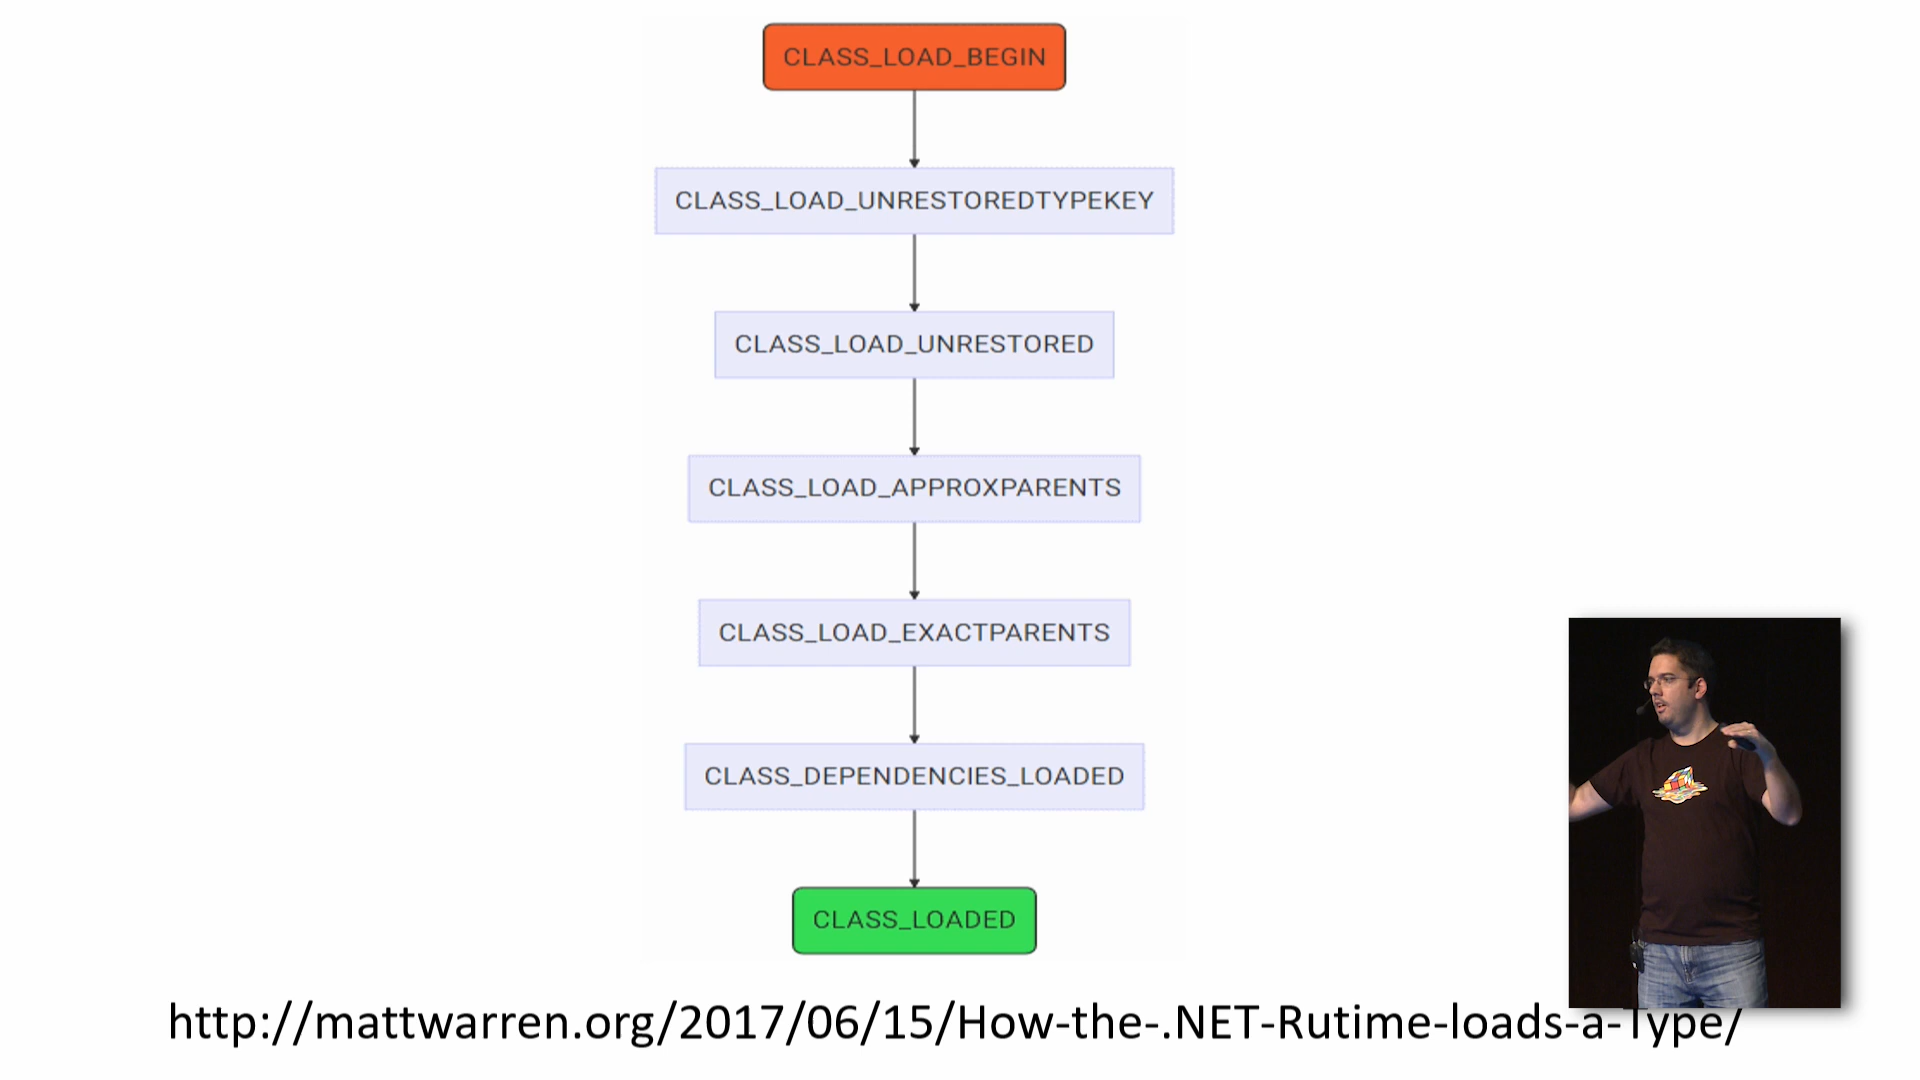 CLASS_LOAD_BEGIN
CLASS_LOAD_UNRESTOREDTYPEKEY
CLASS_LOAD_UNRESTORED
CLASS_LOAD_APPROXPARENTS
CLASS_LOAD_EXACTPARENTS
CLASS_DEPENDENCIES_LOADED
CLASS_LOADED
http://mattwarren.org/2017/06/15/How-the-.NET-Rutime-loads-a-Type/